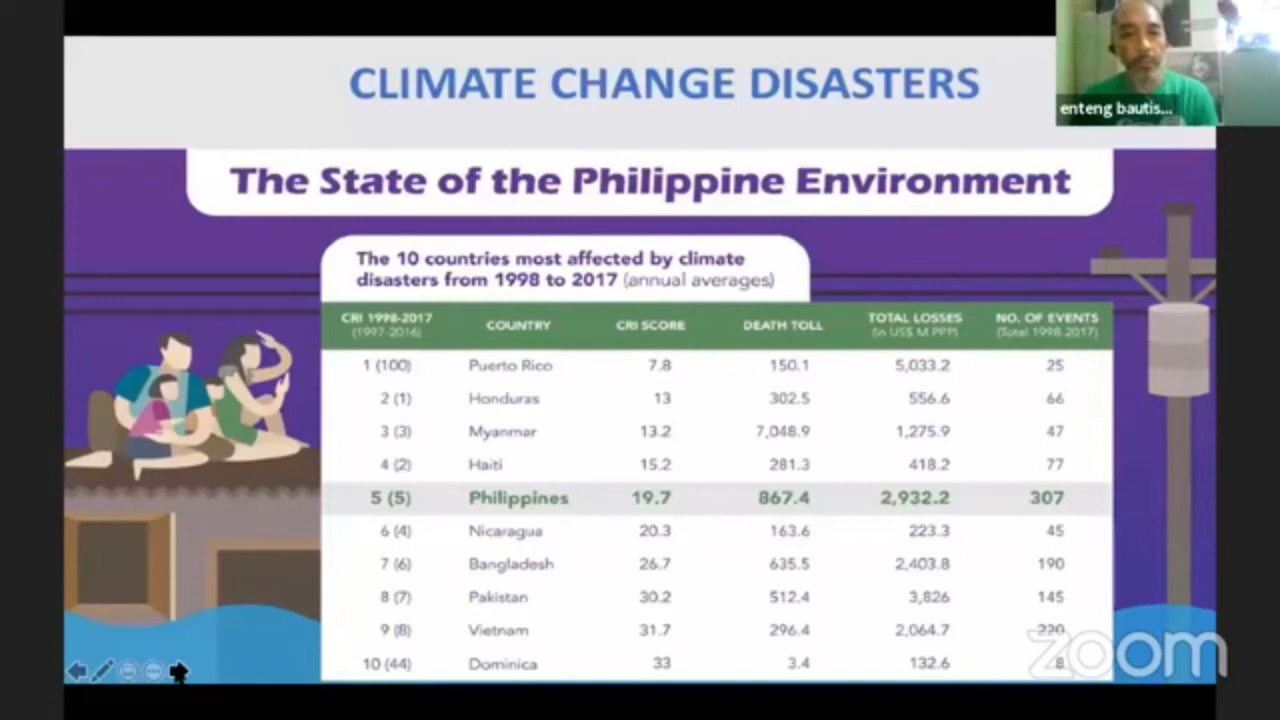 CLIMATE CHANGE DISASTERS
enteng bautis...
The State of the Philippine Environment
The 10 countries most affected by climate
disasters from 1998 to 2017 (annual averages)
CRI 1998-2017 COUNTRY CRI SCORE DEATH TOLL TOTAL LOSSES NO. OF EVENTS
(1997-2016) (in US$ M PPP) (Total 1998-2017)
1 (100) Puerto Rico 7.8 150.1 5,033.2 25
2 (1) Honduras 13 302.5 556.6 66
3 (3) Myanmar 13.2 7,048.9 1,275.9 47
4 (2) Haiti 15.2 281.3 418.2 77
5 (5) Philippines 19.7 867.4 2,932.2 307
6 (4) Nicaragua 20.3 163.6 223.3 45
7 (6) Bangladesh 26.7 635.5 2,403.8 190
8 (7) Pakistan 30.2 512.4 3,826 145
9 (8) Vietnam 31.7 296.4 2,064.7 220
10 (44) Dominica 33 3.4 132.6 8
zoom